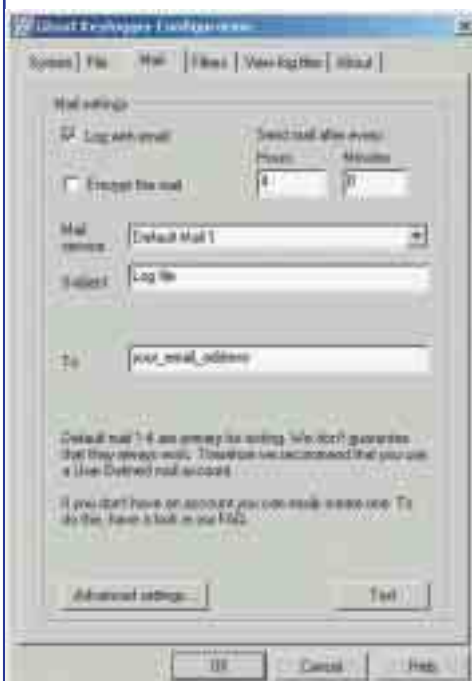 Ghost Keylogger Configuration
System File Mail Filters View log files About
Mail settings
Log with email
Send mail after every:
Hours Minutes
Encrypt the mail
4 0
Mail service
Default Mail 1
Subject
Log file
To
your_email_address
Default mail 1-4 are primary for testing. We don't guarantee
that they always work. Therefore we recommend that you use
a User Defined mail account.
If you don't have an account you can easily create one. To
do this, have a look in our FAQ.
Advanced settings... Test
OK Cancel Help